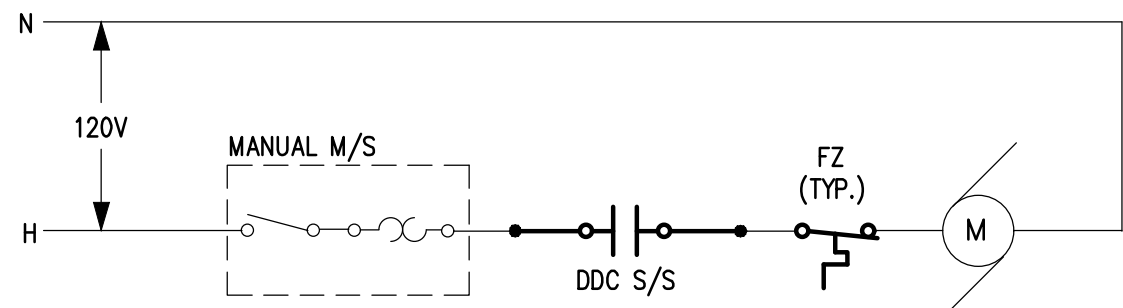 N
120V
MANUAL M/S
FZ
(TYP.)
H
M
DDC S/S